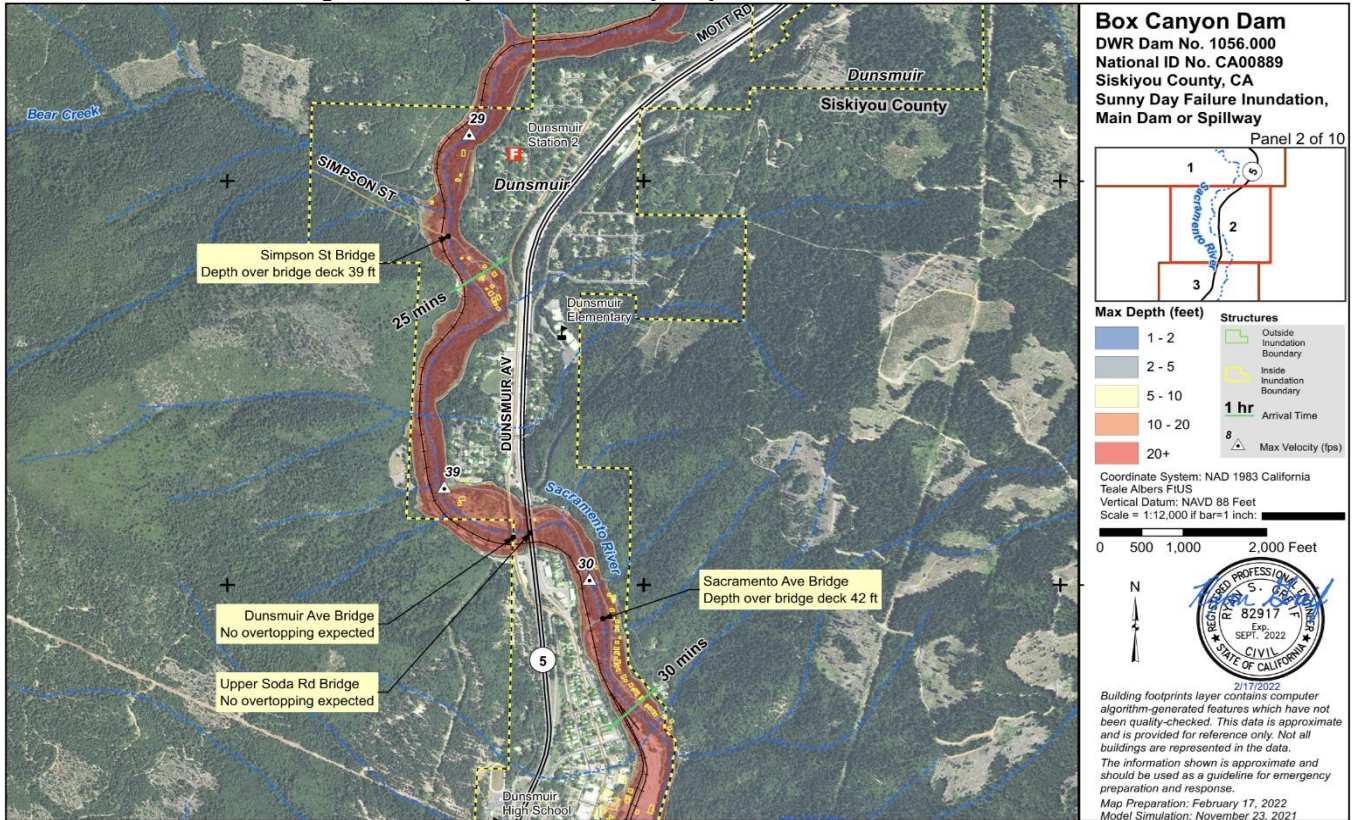 MOTT RD
Dunsmuir
Siskiyou County
Bear Creek
29
Dunsmuir
Station 2
F
SIMPSON ST
Dunsmuir
Simpson St Bridge
Depth over bridge deck 39 ft
25 mins
Dunsmuir
Elementary
DUNSMUIR AV
39
Sacramento River
30
Sacramento Ave Bridge
Depth over bridge deck 42 ft
Dunsmuir Ave Bridge
No overtopping expected
Upper Soda Rd Bridge
No overtopping expected
5
30 mins
Dunsmuir
High School
Box Canyon Dam
DWR Dam No. 1056.000
National ID No. CA00889
Siskiyou County, CA
Sunny Day Failure Inundation,
Main Dam or Spillway
Panel 2 of 10
1
5
Sacramento River
2
3
Max Depth (feet)
1 - 2
2 - 5
5 - 10
10 - 20
20+
Structures
Outside
Inundation
Boundary
Inside
Inundation
Boundary
1 hr Arrival Time
8 Max Velocity (fps)
Coordinate System: NAD 1983 California
Teale Albers FtUS
Vertical Datum: NAVD 88 Feet
Scale = 1:12,000 if bar=1 inch:
0 500 1,000 2,000 Feet
N
REGISTERED PROFESSIONAL ENGINEER
RYAN S. GREIF
82917
Exp.
SEPT. 2022
CIVIL
STATE OF CALIFORNIA
2/17/2022
Building footprints layer contains computer
algorithm-generated features which have not
been quality-checked. This data is approximate
and is provided for reference only. Not all
buildings are represented in the data.
The information shown is approximate and
should be used as a guideline for emergency
preparation and response.
Map Preparation: February 17, 2022
Model Simulation: November 23, 2021